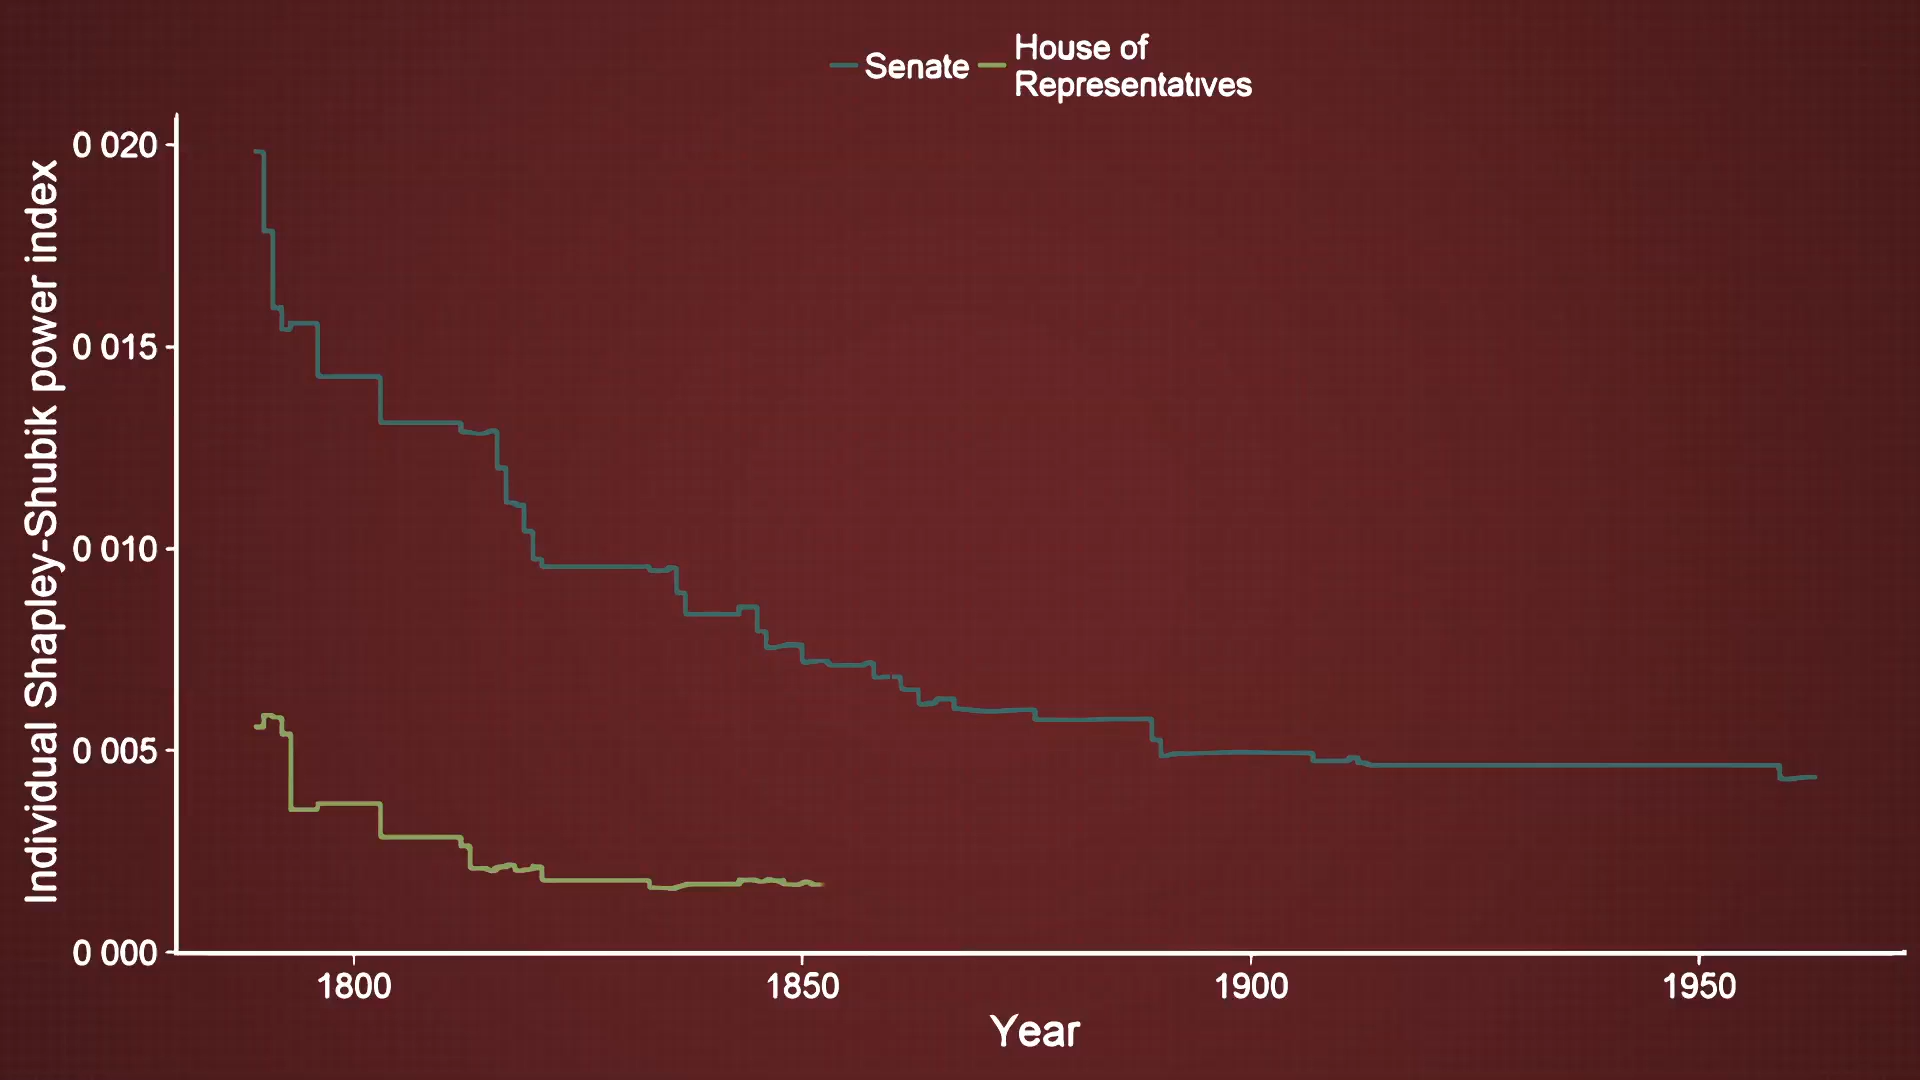 Senate
House of
Representatives
Individual Shapley-Shubik power index
0 020
0 015
0 010
0 005
0 000
1800
1850
1900
1950
Year